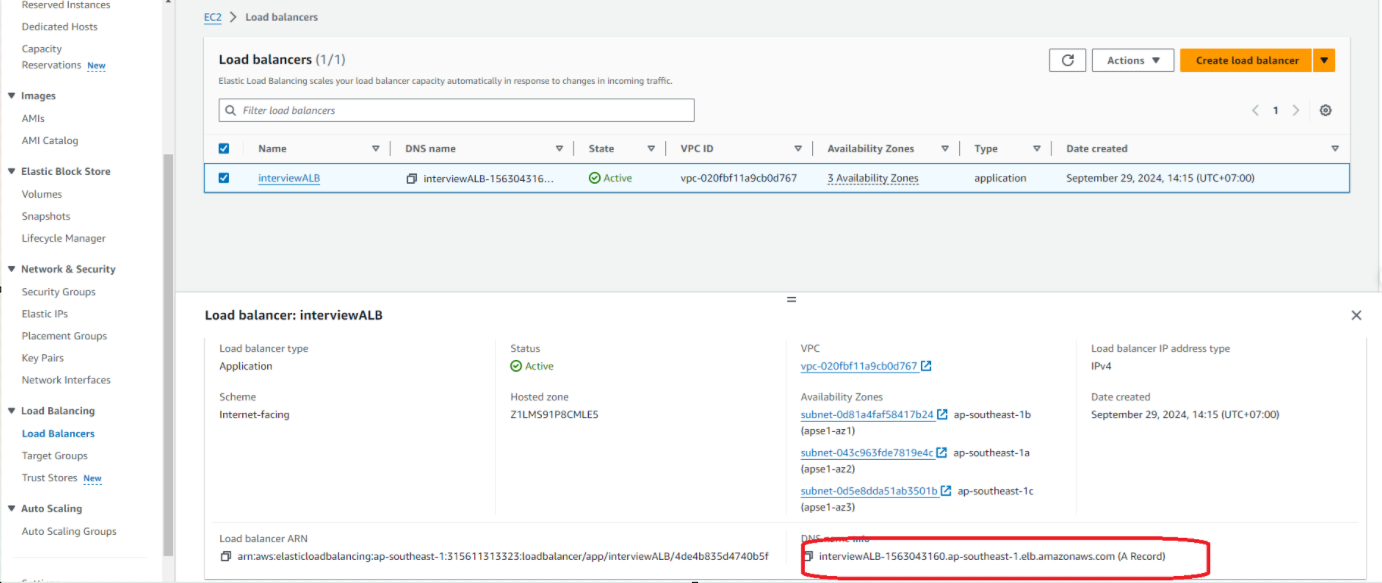 Reserved Instances
Dedicated Hosts
Capacity
Reservations New
Images
AMIs
AMI Catalog
Elastic Block Store
Volumes
Snapshots
Lifecycle Manager
Network & Security
Security Groups
Elastic IPs
Placement Groups
Key Pairs
Network Interfaces
Load Balancing
Load Balancers
Target Groups
Trust Stores New
Auto Scaling
Auto Scaling Groups
EC2 > Load balancers
Load balancers (1/1)
Actions
Create load balancer
Elastic Load Balancing scales your load balancer capacity automatically in response to changes in incoming traffic.
Filter load balancers
1
Name DNS name State VPC ID Availability Zones Type Date created
interviewALB interviewALB-156304316... Active vpc-020fbf11a9cb0d767 3 Availability Zones application September 29, 2024, 14:15 (UTC+07:00)
Load balancer: interviewALB
Load balancer type
Application
Status
Active
VPC
vpc-020fbf11a9cb0d767
Load balancer IP address type
IPv4
Scheme
Internet-facing
Hosted zone
Z1LMS91P8CMLE5
Availability Zones
subnet-0d81a4faf58417b24 ap-southeast-1b
(apse1-az1)
subnet-043c963fde7819e4c ap-southeast-1a
(apse1-az2)
subnet-0d5e8dda51ab3501b ap-southeast-1c
(apse1-az3)
Date created
September 29, 2024, 14:15 (UTC+07:00)
Load balancer ARN
arn:aws:elasticloadbalancing:ap-southeast-1:315611313323:loadbalancer/app/interviewALB/4de4b835d4740b5f
DNS name info
interviewALB-1563043160.ap-southeast-1.elb.amazonaws.com (A Record)